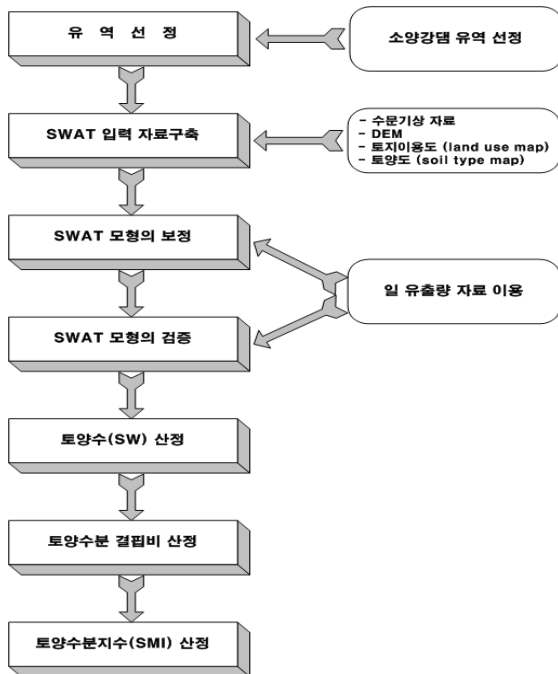 유 역 선 정
소양강댐 유역 선정
SWAT 입력 자료구축
- 수문기상 자료
- DEM
- 토지이용도 (land use map)
- 토양도 (soil type map)
SWAT 모형의 보정
일 유출량 자료 이용
SWAT 모형의 검증
토양수(SW) 산정
토양수분 결핍비 산정
토양수분지수(SMI) 산정